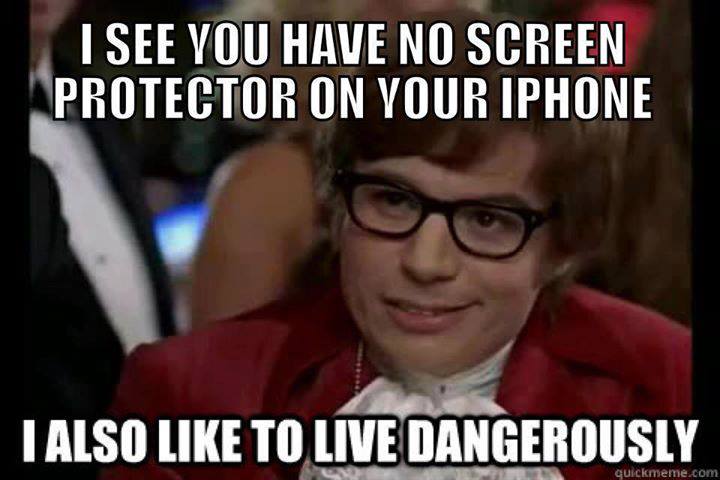 I SEE YOU HAVE NO SCREEN
PROTECTOR ON YOUR IPHONE
I ALSO LIKE TO LIVE DANGEROUSLY
quickmeme.com